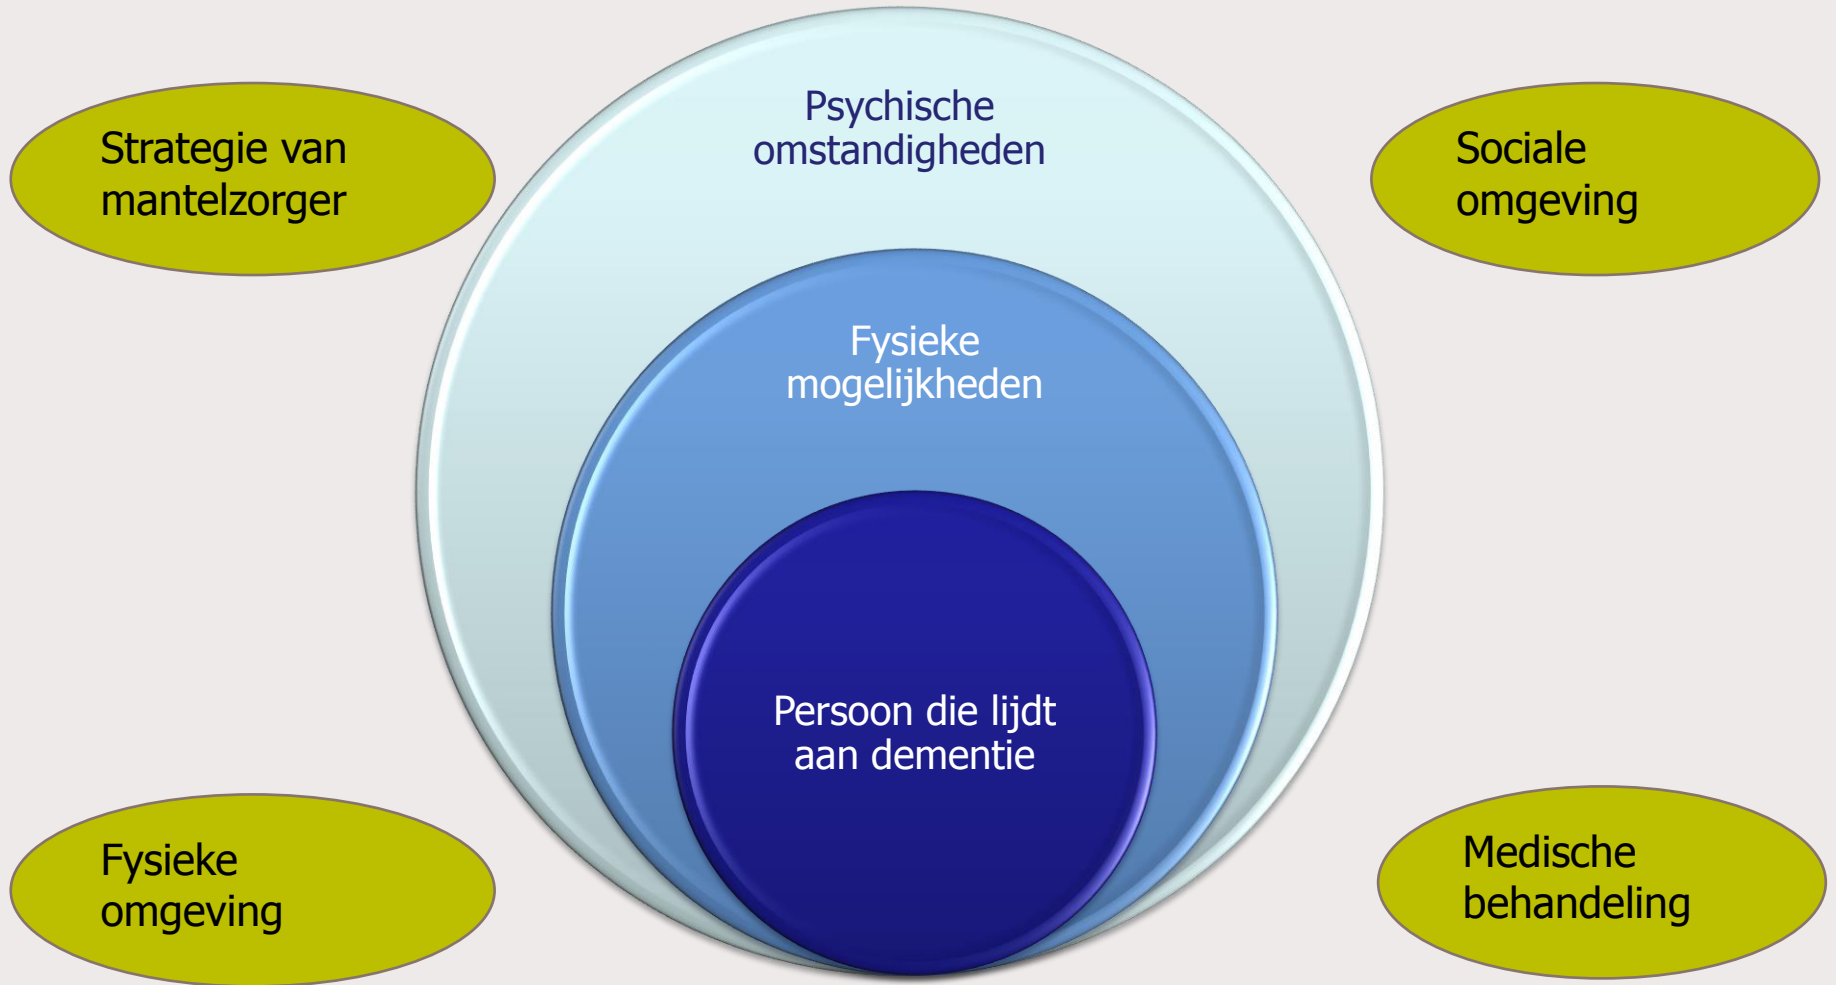 Psychische
omstandigheden
Strategie van
mantelzorger
Sociale
omgeving
Fysieke
mogelijkheden
Persoon die lijdt
aan dementie
Fysieke
omgeving
Medische
behandeling